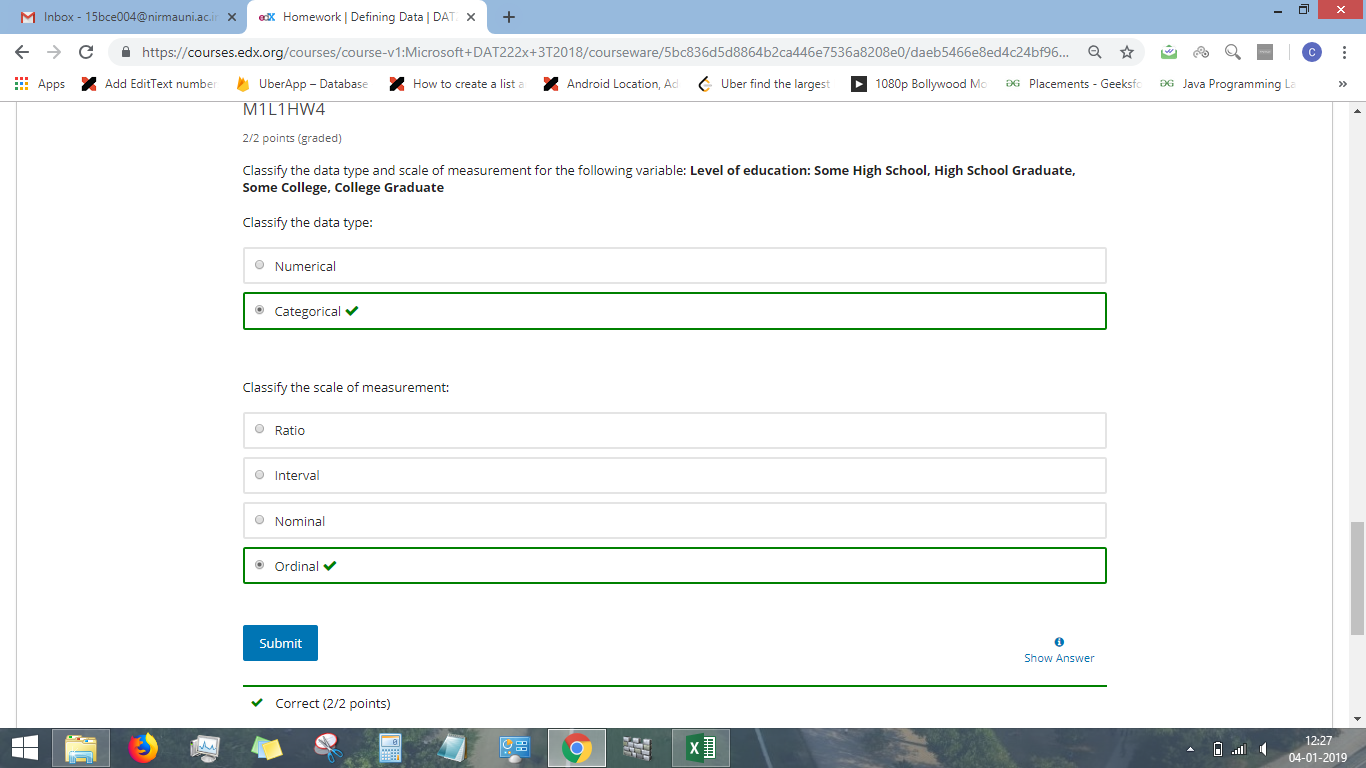 Inbox - 15bce004@nirmauni.ac.i
edX Homework | Defining Data | DAT
https://courses.edx.org/courses/course-v1:Microsoft+DAT222x+3T2018/courseware/5bc836d5d8864b2ca446e7536a8208e0/daeb5466e8ed4c24bf96...
C
Apps
Add EditText number
UberApp – Database
How to create a list a
Android Location, Ad
Uber find the largest
1080p Bollywood Mo
Placements - Geeksfo
Java Programming La
»
M1L1HW4
2/2 points (graded)
Classify the data type and scale of measurement for the following variable: Level of education: Some High School, High School Graduate,
Some College, College Graduate
Classify the data type:
Numerical
Categorical
Classify the scale of measurement:
Ratio
Interval
Nominal
Ordinal
Submit
Show Answer
Correct (2/2 points)
12:27
04-01-2019